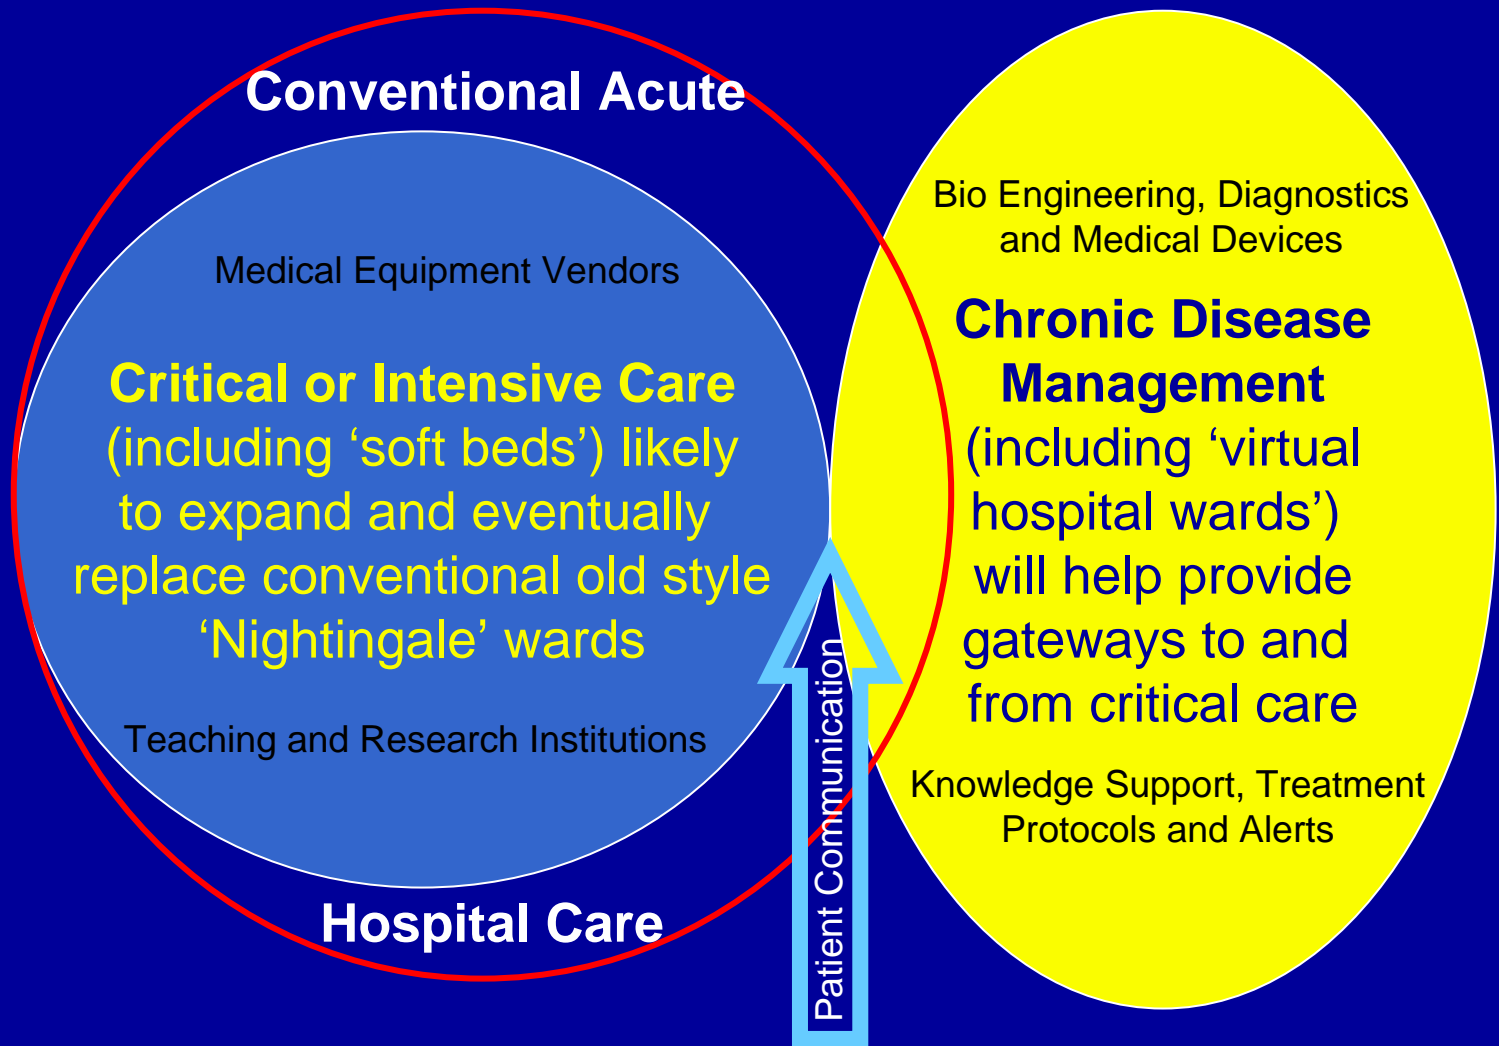 Conventional Acute
Medical Equipment Vendors
Critical or Intensive Care
(including ‘soft beds’) likely
to expand and eventually
replace conventional old style
‘Nightingale’ wards
Teaching and Research Institutions
Hospital Care
Patient Communication
Bio Engineering, Diagnostics
and Medical Devices
Chronic Disease
Management
(including ‘virtual
hospital wards’)
will help provide
gateways to and
from critical care
Knowledge Support, Treatment
Protocols and Alerts